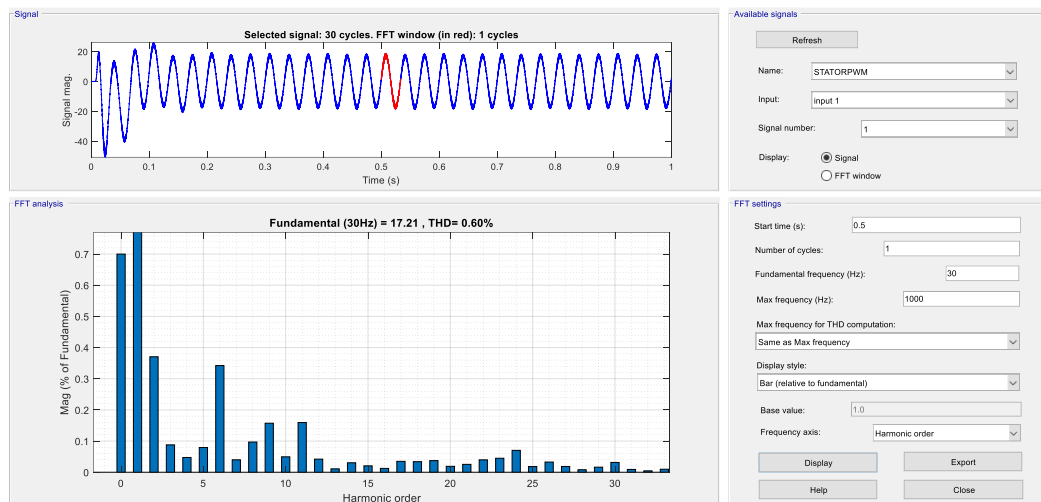 Signal
Selected signal: 30 cycles. FFT window (in red): 1 cycles
20
0
-20
-40
Signal mag.
0 0.1 0.2 0.3 0.4 0.5 0.6 0.7 0.8 0.9 1
Time (s)
FFT analysis
Fundamental (30Hz) = 17.21 , THD= 0.60%
0.7
0.6
0.5
0.4
0.3
0.2
0.1
0
Mag (% of Fundamental)
0 5 10 15 20 25 30
Harmonic order
Available signals
Refresh
Name: STATORPWM
Input: input 1
Signal number: 1
Display: Signal
FFT window
FFT settings
Start time (s): 0.5
Number of cycles: 1
Fundamental frequency (Hz): 30
Max frequency (Hz): 1000
Max frequency for THD computation:
Same as Max frequency
Display style:
Bar (relative to fundamental)
Base value: 1.0
Frequency axis: Harmonic order
Display Export
Help Close